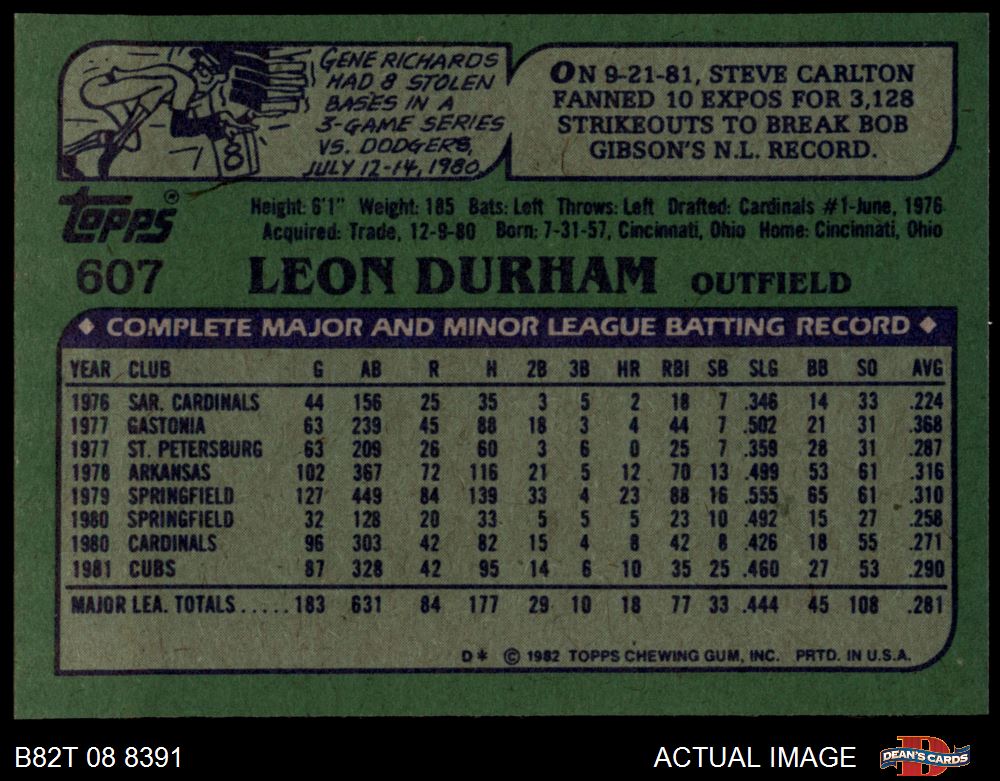 GENE RICHARDS
HAD 8 STOLEN
BASES IN A
3-GAME SERIES
VS. DODGERS,
JULY 12-14, 1980
8
ON 9-21-81, STEVE CARLTON
FANNED 10 EXPOS FOR 3,128
STRIKEOUTS TO BREAK BOB
GIBSON'S N.L. RECORD.
Topps®
Height: 6'1" Weight: 185 Bats: Left Throws: Left Drafted: Cardinals #1-June, 1976
Acquired: Trade, 12-9-80 Born: 7-31-57, Cincinnati, Ohio Home: Cincinnati, Ohio
607 LEON DURHAM OUTFIELD
◆ COMPLETE MAJOR AND MINOR LEAGUE BATTING RECORD ◆
YEAR CLUB G AB R H 2B 3B HR RBI SB SLG BB SO AVG
1976 SAR. CARDINALS 44 156 25 35 3 5 2 18 7 .346 14 33 .224
1977 GASTONIA 63 239 45 88 18 3 4 44 7 .502 21 31 .368
1977 ST. PETERSBURG 63 209 26 60 3 6 0 25 7 .359 28 31 .287
1978 ARKANSAS 102 367 72 116 21 5 12 70 13 .499 53 61 .316
1979 SPRINGFIELD 127 449 84 139 33 4 23 88 16 .555 65 61 .310
1980 SPRINGFIELD 32 128 20 33 5 5 5 23 10 .492 15 27 .258
1980 CARDINALS 96 303 42 82 15 4 8 42 8 .426 18 55 .271
1981 CUBS 87 328 42 95 14 6 10 35 25 .460 27 53 .290
MAJOR LEA. TOTALS.....183 631 84 177 29 10 18 77 33 .444 45 108 .281
D* © 1982 TOPPS CHEWING GUM, INC. PRTD. IN U.S.A.
B82T 08 8391 ACTUAL IMAGE DEAN'S CARDS